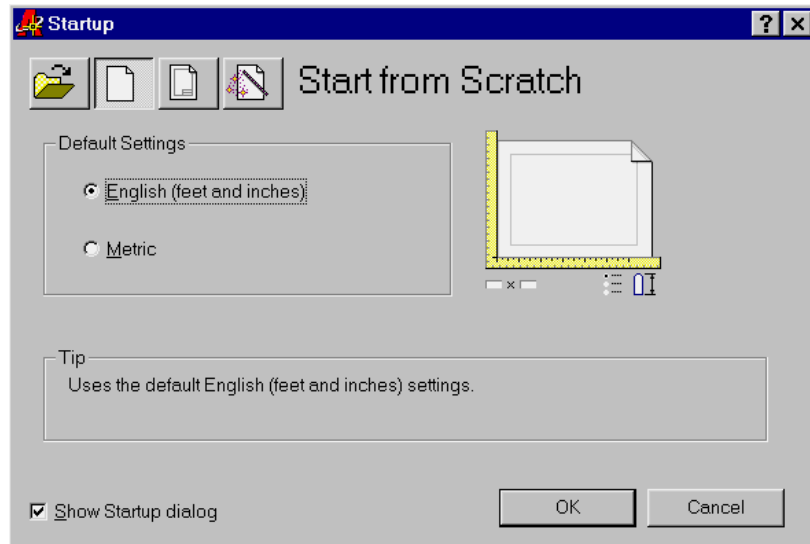 Startup
Start from Scratch
Default Settings
English (feet and inches)
Metric
Tip
Uses the default English (feet and inches) settings.
Show Startup dialog
OK
Cancel